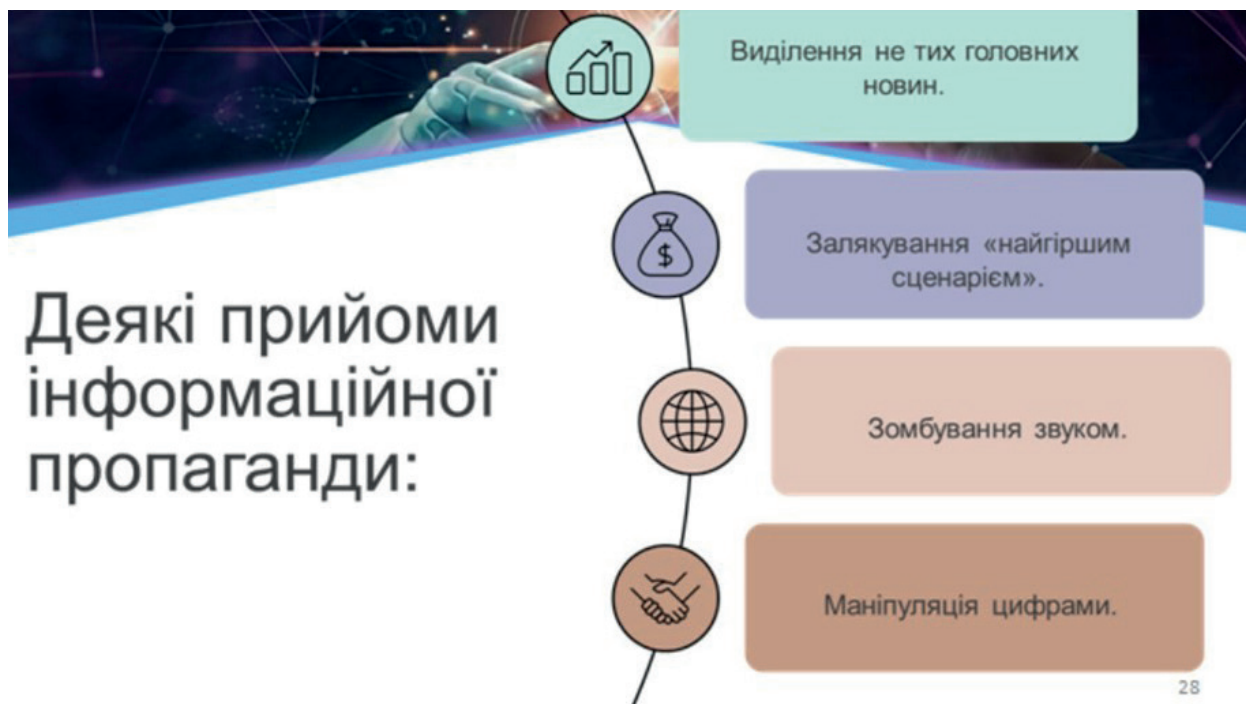 Виділення не тих головних
новин.
Залякування «найгіршим
сценарієм».
Деякі прийоми
інформаційної
пропаганди:
Зомбування звуком.
Маніпуляція цифрами.
28